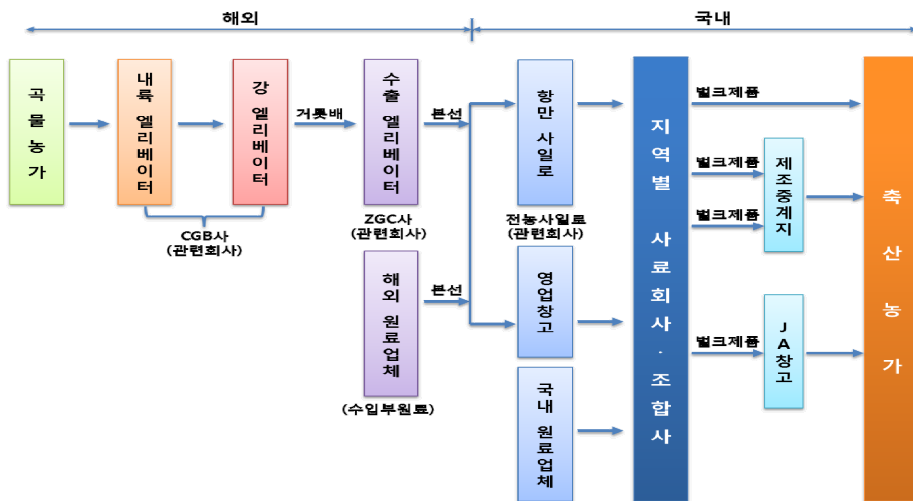 해외
국내
곡물농가
내륙 엘리베이터
강 엘리베이터
거룻배
수출 엘리베이터
본선
항만 사일로
지역별 사료회사·조합사
벌크제품
벌크제품
벌크제품
제조중계지
축산농가
CGB사
(관련회사)
ZGC사
(관련회사)
전농사일료
(관련회사)
해외 원료업체
본선
영업창고
벌크제품
JA창고
(수입부원료)
국내 원료업체